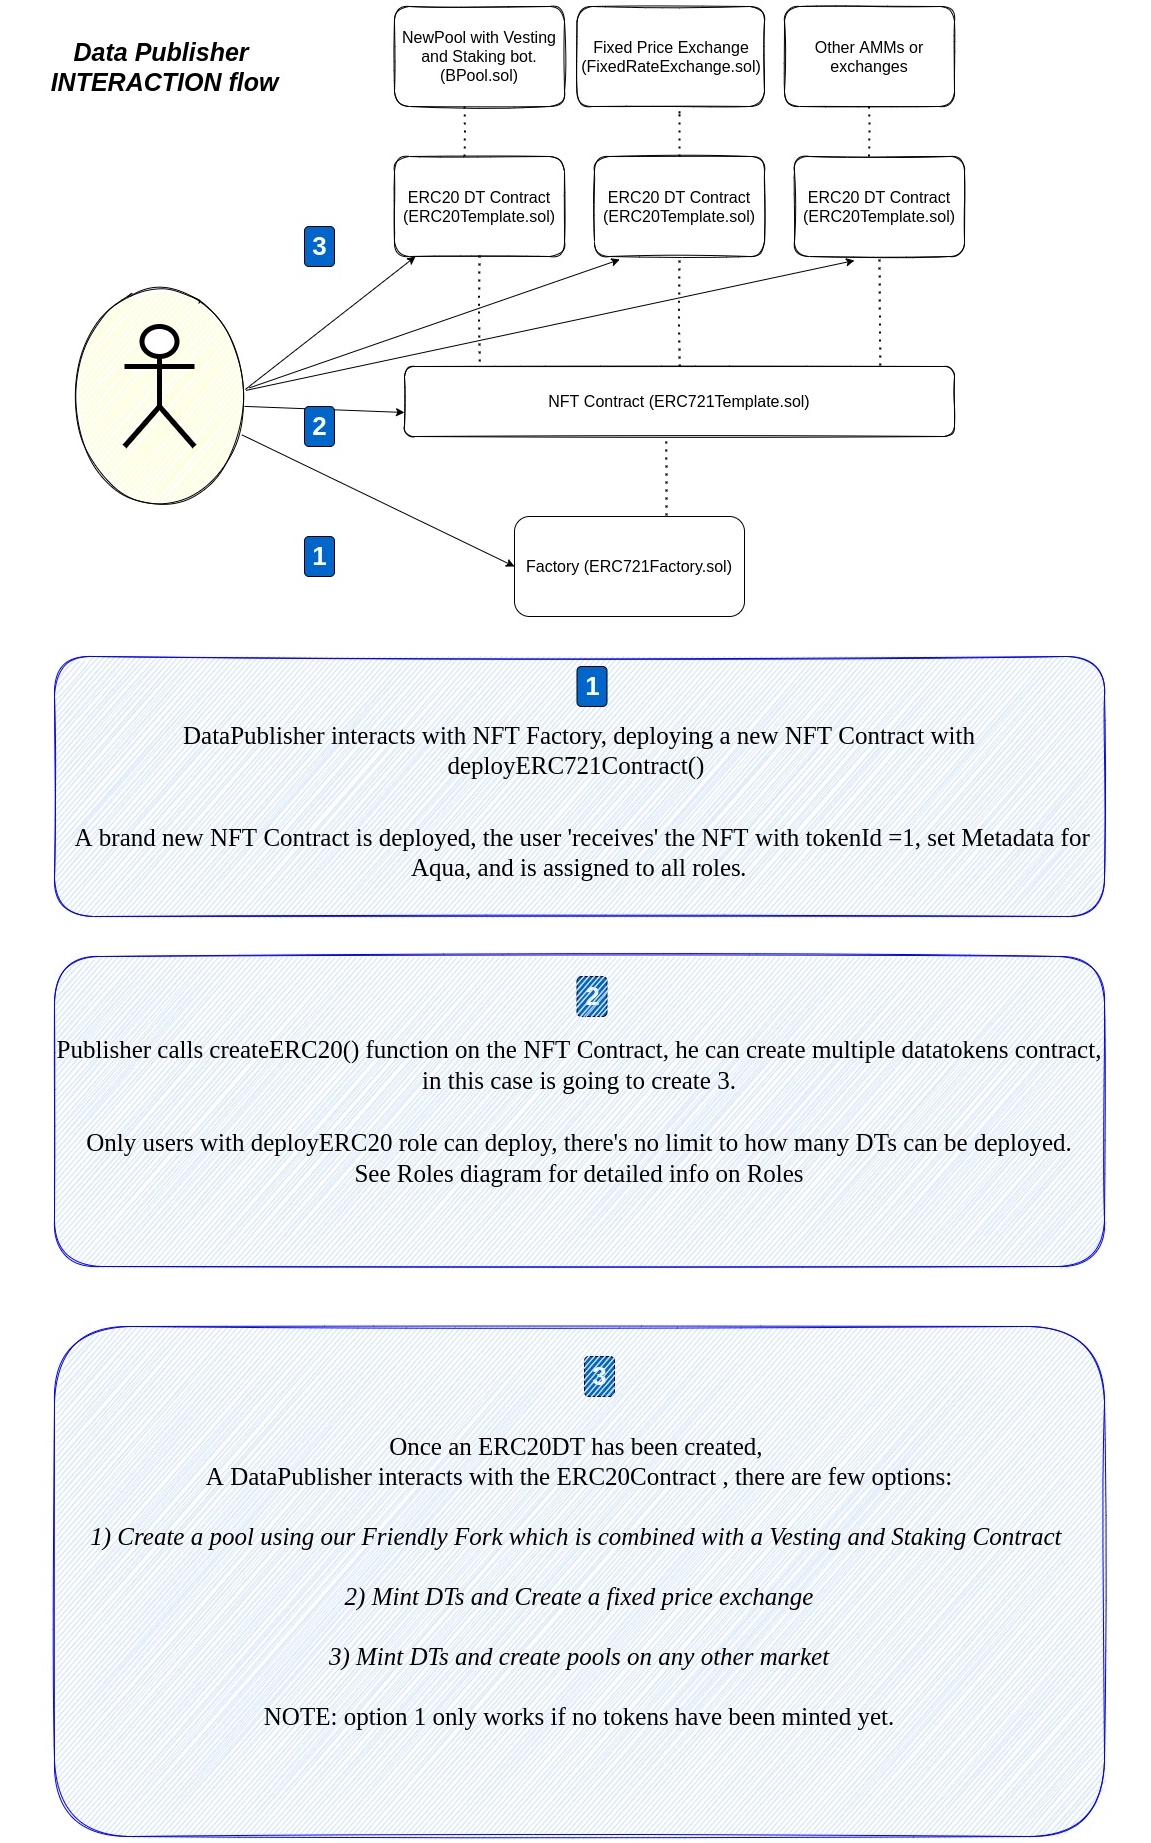 Data Publisher
INTERACTION flow
NewPool with Vesting
and Staking bot.
(BPool.sol)
Fixed Price Exchange
(FixedRateExchange.sol)
Other AMMs or
exchanges
ERC20 DT Contract
(ERC20Template.sol)
ERC20 DT Contract
(ERC20Template.sol)
ERC20 DT Contract
(ERC20Template.sol)
3
NFT Contract (ERC721Template.sol)
2
1
Factory (ERC721Factory.sol)
1
DataPublisher interacts with NFT Factory, deploying a new NFT Contract with
deployERC721Contract()
A brand new NFT Contract is deployed, the user 'receives' the NFT with tokenId =1, set Metadata for
Aqua, and is assigned to all roles.
2
Publisher calls createERC20() function on the NFT Contract, he can create multiple datatokens contract,
in this case is going to create 3.
Only users with deployERC20 role can deploy, there's no limit to how many DTs can be deployed.
See Roles diagram for detailed info on Roles
3
Once an ERC20DT has been created,
A DataPublisher interacts with the ERC20Contract , there are few options:
1) Create a pool using our Friendly Fork which is combined with a Vesting and Staking Contract
2) Mint DTs and Create a fixed price exchange
3) Mint DTs and create pools on any other market
NOTE: option 1 only works if no tokens have been minted yet.